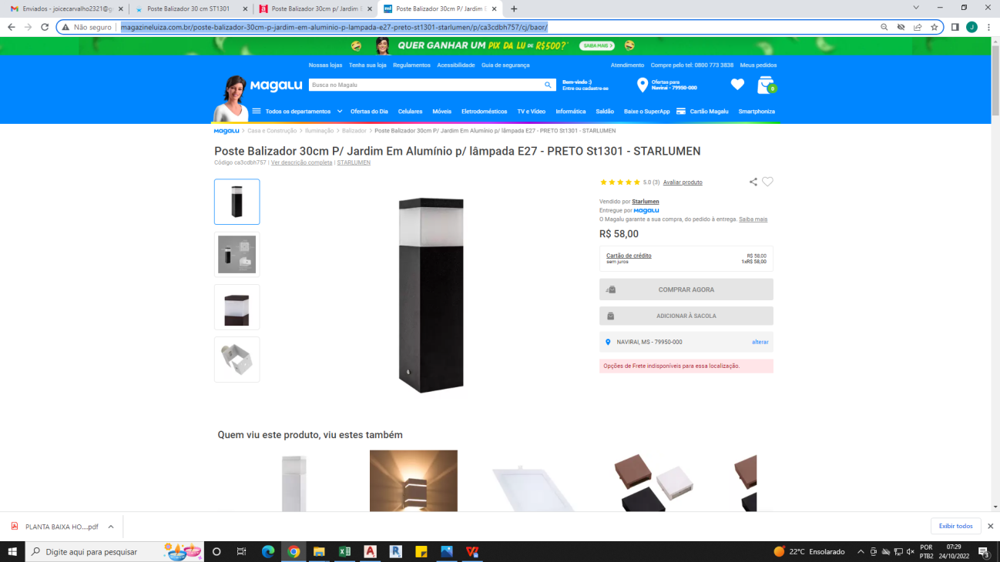 Enviados - joicecarvalho2321@g
Poste Balizador 30 cm ST1301
Poste Balizador 30cm p/ Jardim E
Poste Balizador 30cm P/ Jardim E
Não seguro
magazineluiza.com.br/poste-balizador-30cm-p-jardim-em-aluminio-p-lampada-e27-preto-st1301-starlumen/p/ca3cdbh757/cj/baor/
J
QUER GANHAR UM PIX DA LU DE R$500?*
SAIBA MAIS >
Nossas lojas Tenha sua loja Regulamentos Acessibilidade Guia de segurança
Atendimento Compre pelo tel: 0800 773 3838 Meus pedidos
Magalu
Busca no Magalu
Bem-vindo :)
Entre ou cadastre-se
Ofertas para
Navirai - 79950-000
0
Todos os departamentos Ofertas do Dia Celulares Móveis Eletrodomésticos TV e Vídeo Informática Saldão Baixe o SuperApp Cartão Magalu Smartphoniza
Magalu > Casa e Construção > Iluminação > Balizador > Poste Balizador 30cm P/ Jardim Em Alumínio p/ lâmpada E27 - PRETO St1301 - STARLUMEN
Poste Balizador 30cm P/ Jardim Em Alumínio p/ lâmpada E27 - PRETO St1301 - STARLUMEN
Código ca3cdbh757 | Ver descrição completa | STARLUMEN
5.0 (3) Avaliar produto
Vendido por Starlumen
Entregue por Magalu
O Magalu garante a sua compra, do pedido à entrega. Saiba mais
R$ 58,00
Cartão de crédito
sem juros
R$ 58,00
1xR$ 58,00
COMPRAR AGORA
ADICIONAR À SACOLA
NAVIRAI, MS - 79950-000 alterar
Opções de Frete indisponíveis para essa localização.
Quem viu este produto, viu estes também
PLANTA BAIXA HO....pdf
Exibir todos
Digite aqui para pesquisar
22°C Ensolarado
POR
PTB2
07:29
24/10/2022
3